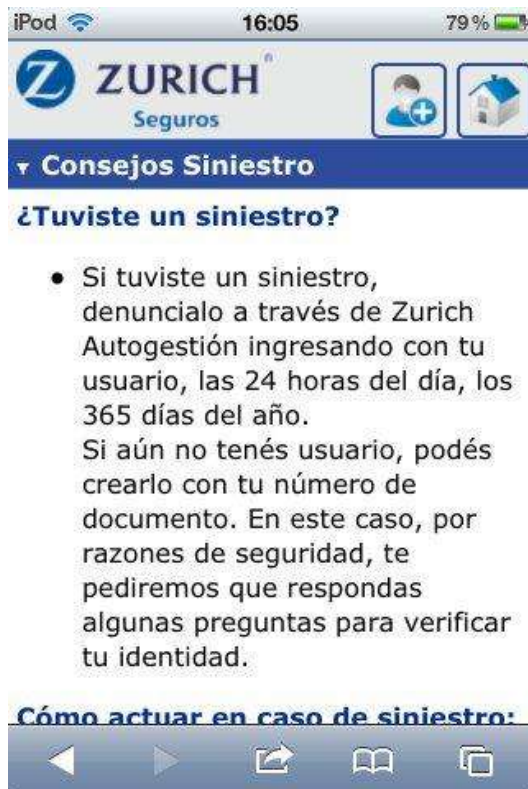 iPod 16:05 79 %
ZURICH®
Seguros
Consejos Siniestro
¿Tuviste un siniestro?
• Si tuviste un siniestro,
denuncialo a través de Zurich
Autogestión ingresando con tu
usuario, las 24 horas del día, los
365 días del año.
Si aún no tenés usuario, podés
crearlo con tu número de
documento. En este caso, por
razones de seguridad, te
pediremos que respondas
algunas preguntas para verificar
tu identidad.
Cómo actuar en caso de siniestro: